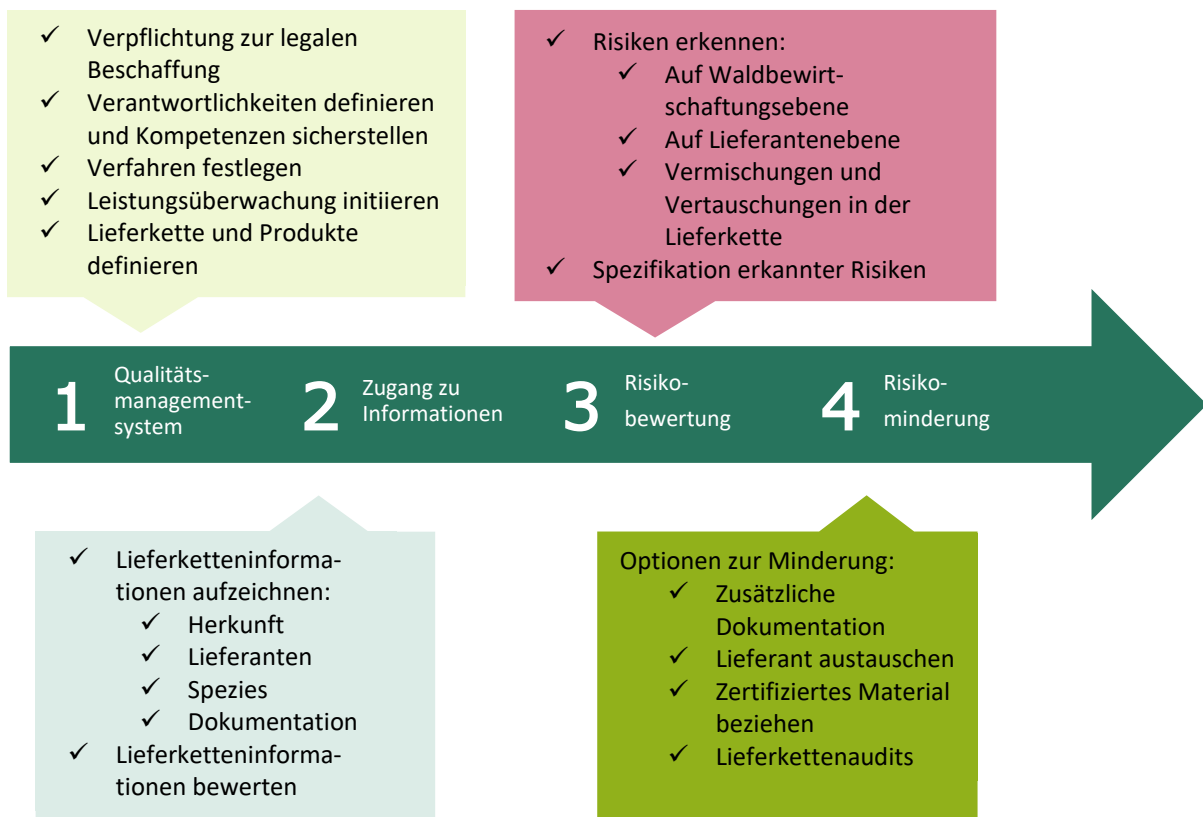 ✓ Verpflichtung zur legalen
Beschaffung
✓ Verantwortlichkeiten definieren
und Kompetenzen sicherstellen
✓ Verfahren festlegen
✓ Leistungsüberwachung initiieren
✓ Lieferkette und Produkte
definieren
✓ Risiken erkennen:
✓ Auf Waldbewirt-
schaftungsebene
✓ Auf Lieferantenebene
✓ Vermischungen und
Vertauschungen in der
Lieferkette
✓ Spezifikation erkannter Risiken
1
Qualitäts-
management-
system
2
Zugang zu
Informationen
3
Risiko-
bewertung
4
Risiko-
minderung
✓ Lieferketteninforma-
tionen aufzeichnen:
✓ Herkunft
✓ Lieferanten
✓ Spezies
✓ Dokumentation
✓ Lieferketteninforma-
tionen bewerten
Optionen zur Minderung:
✓ Zusätzliche
Dokumentation
✓ Lieferant austauschen
✓ Zertifiziertes Material
beziehen
✓ Lieferkettenaudits